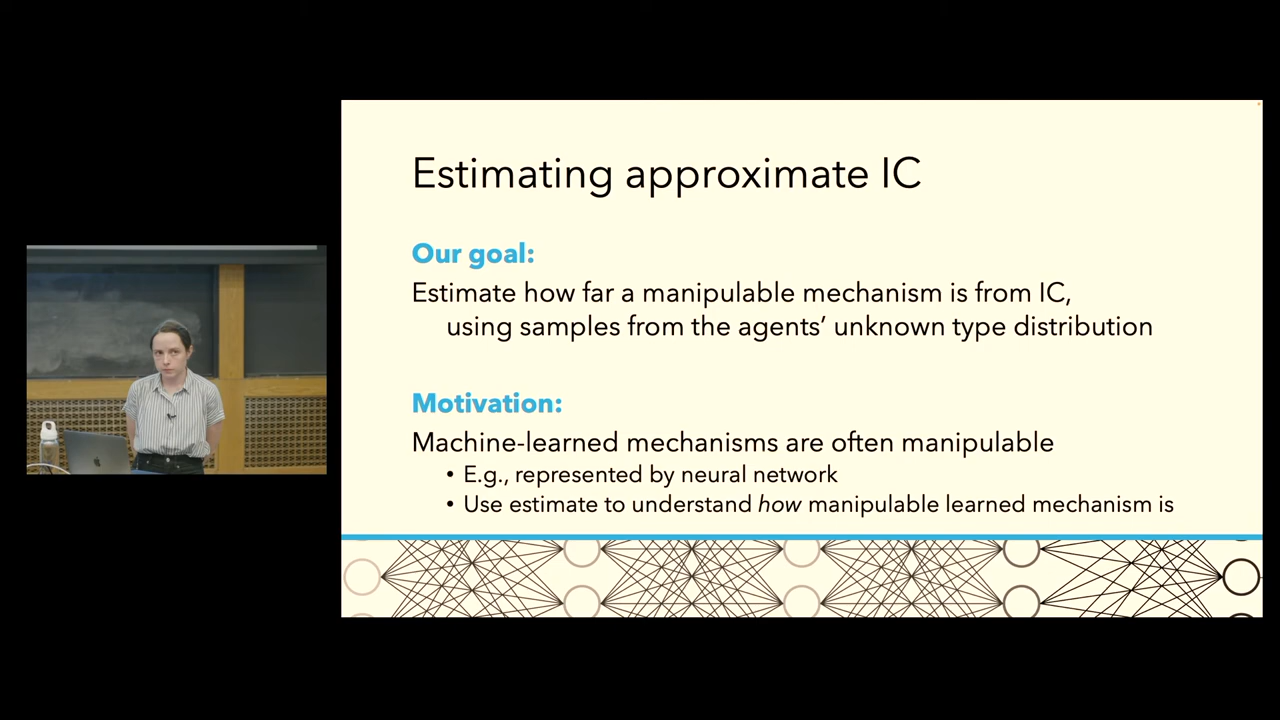 Estimating approximate IC
Our goal:
Estimate how far a manipulable mechanism is from IC,
using samples from the agents’ unknown type distribution
Motivation:
Machine-learned mechanisms are often manipulable
• E.g., represented by neural network
• Use estimate to understand how manipulable learned mechanism is